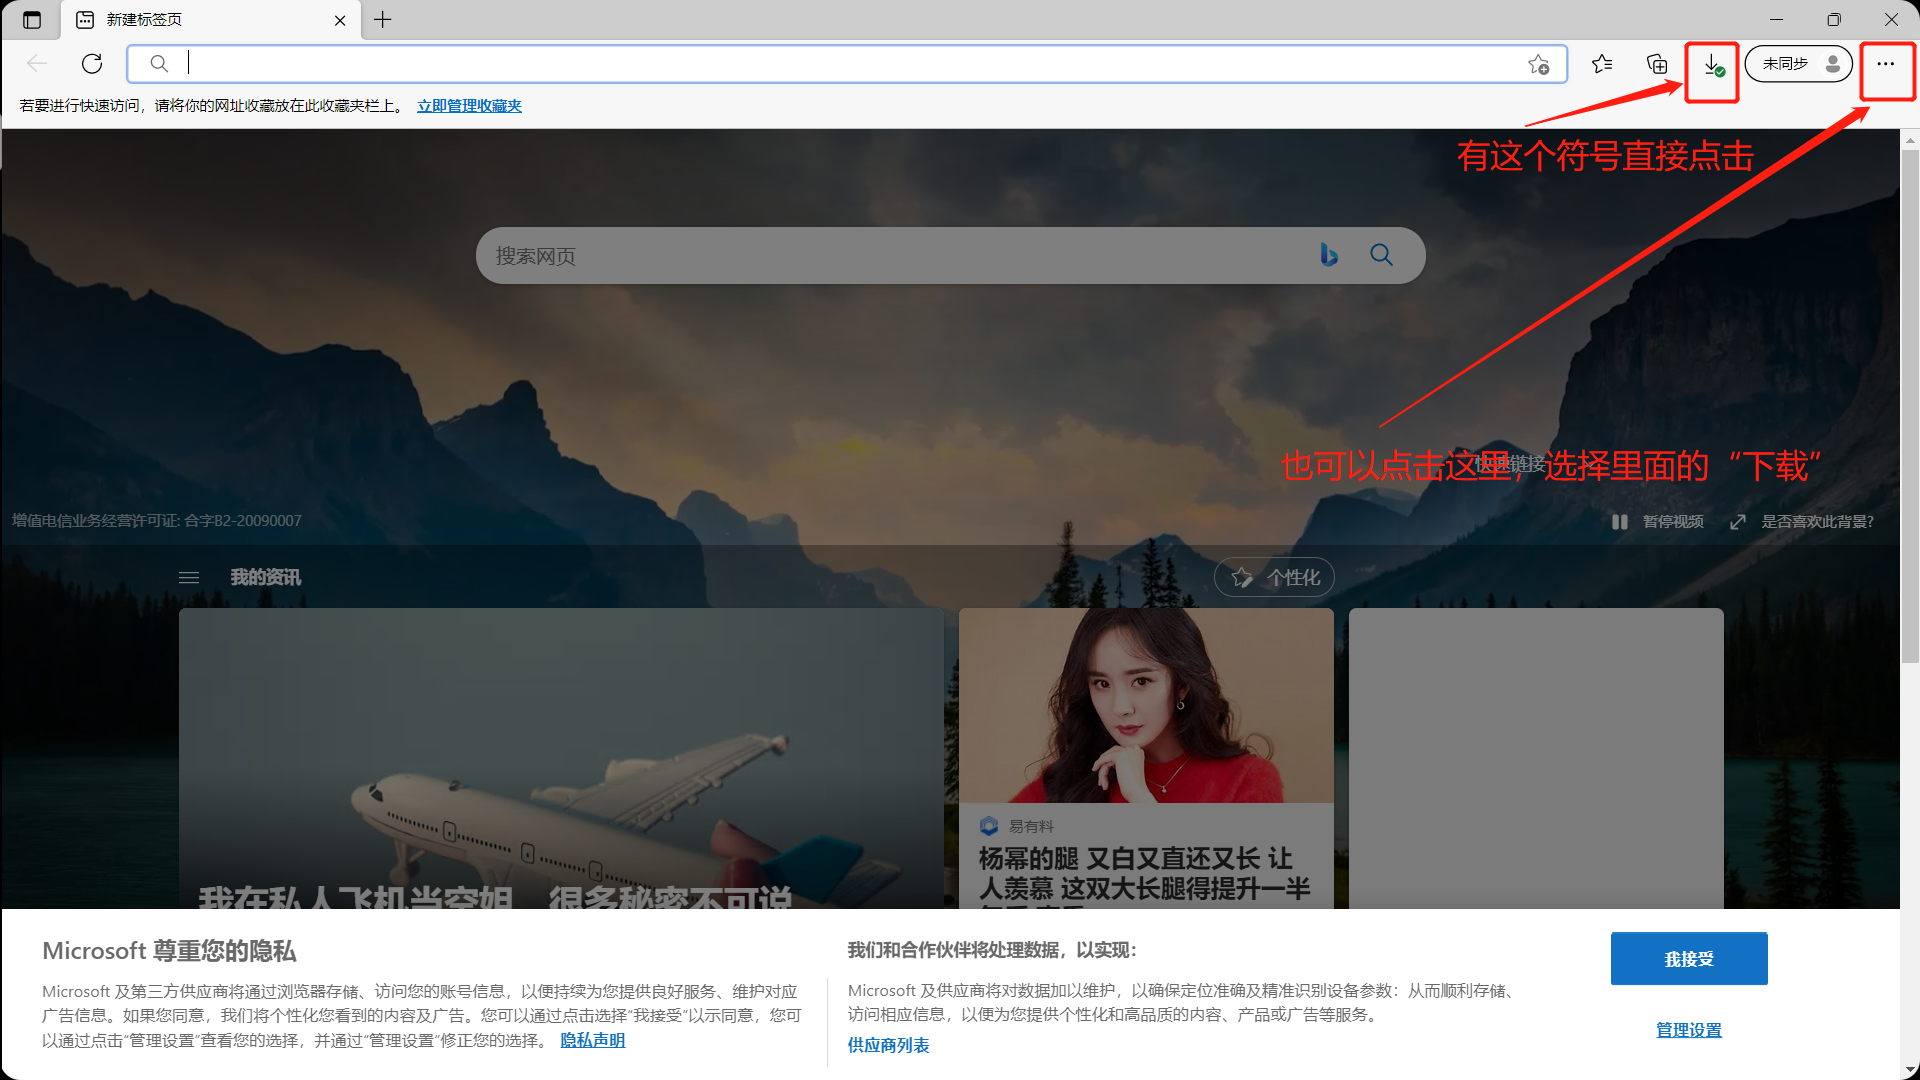 新建标签页
未同步
若要进行快速访问，请将你的网址收藏放在此收藏夹栏上。 立即管理收藏夹
有这个符号直接点击
搜索网页
快速链接
也可以点击这里，选择里面的“下载”
增值电信业务经营许可证: 合字B2-20090007
暂停视频 是否喜欢此背景?
我的资讯
个性化
易有料
杨幂的腿 又白又直还又长 让
人羡慕 这双大长腿得提升一半
我在私人飞机当空姐 很多秘密不可说
Microsoft 尊重您的隐私
Microsoft 及第三方供应商将通过浏览器存储、访问您的账号信息，以便持续为您提供良好服务、维护对应
广告信息。如果您同意，我们将个性化您看到的内容及广告。您可以通过点击选择"我接受"以示同意，您可
以通过点击"管理设置"查看您的选择，并通过"管理设置"修正您的选择。 隐私声明
我们和合作伙伴将处理数据，以实现：
Microsoft 及供应商将对数据加以维护，以确保定位准确及精准识别设备参数：从而顺利存储、
访问相应信息，以便为您提供个性化和高品质的内容、产品或广告等服务。
供应商列表
我接受
管理设置